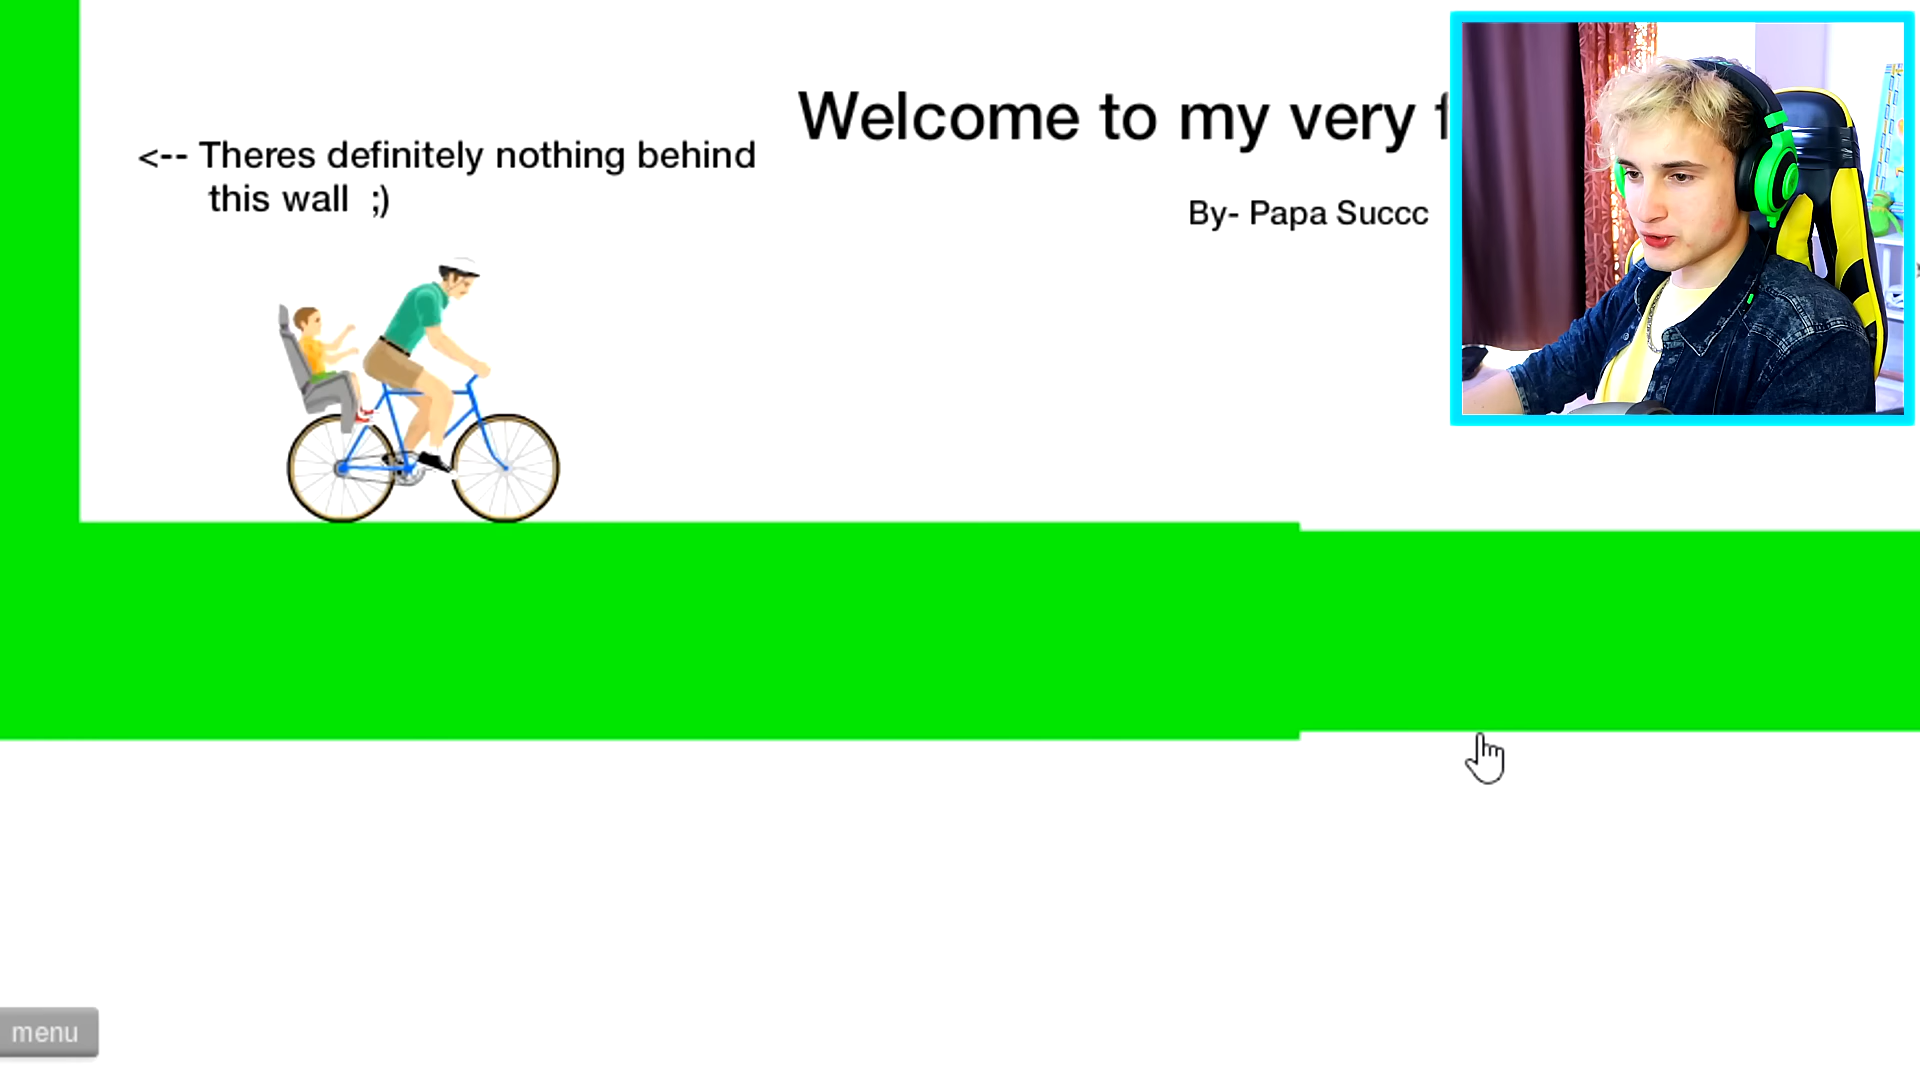 Welcome to my very f
<-- Theres definitely nothing behind
this wall ;)
By- Papa Succc
menu